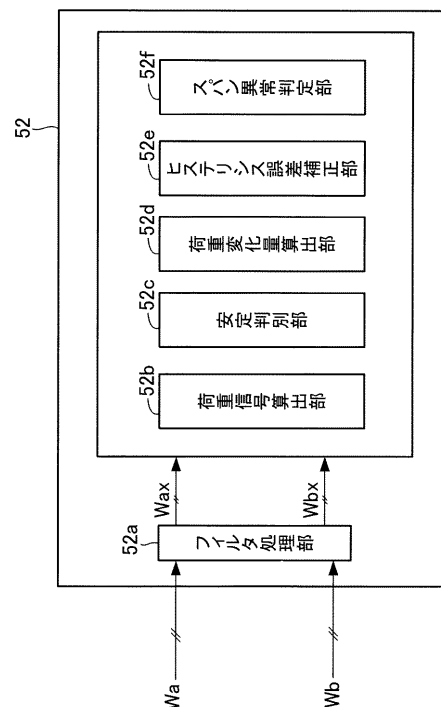 52
Wa
Wb
52a
フィルタ処理部
Wax
Wbx
52b
荷重信号算出部
52c
安定判別部
52d
荷重変化量算出部
52e
ヒステリシス誤差補正部
52f
スパン異常判定部